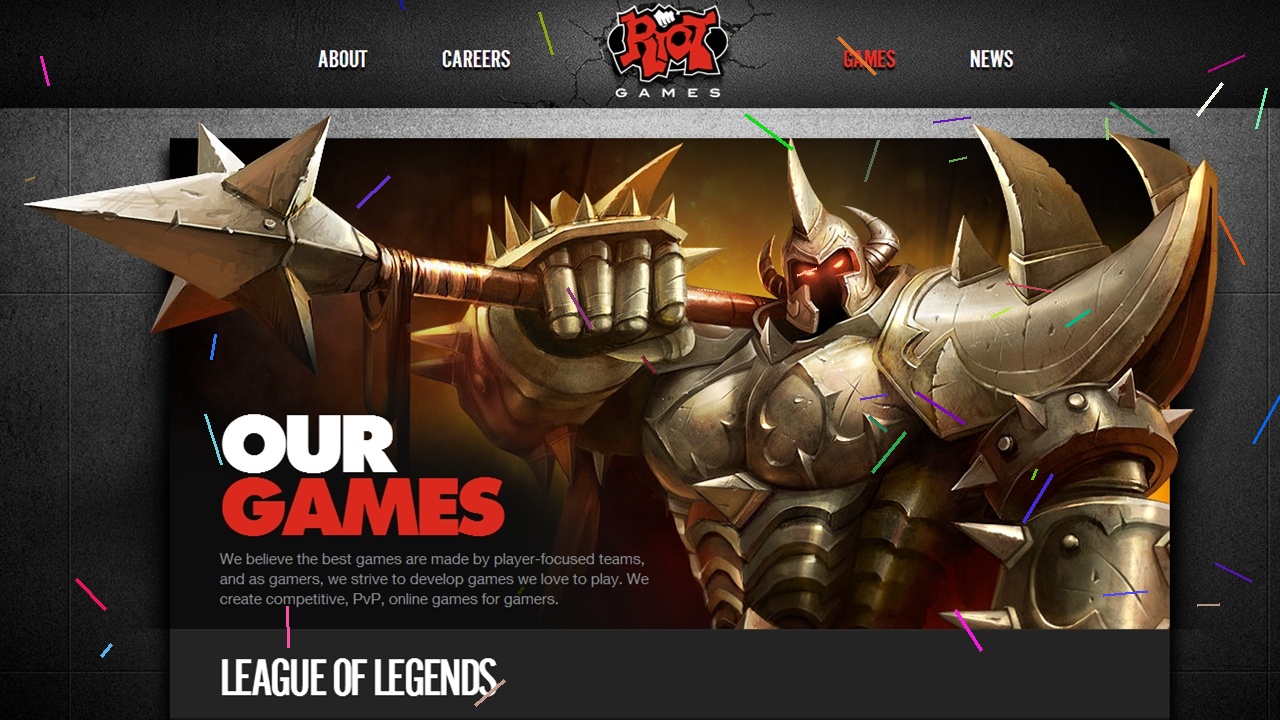 ABOUT
CAREERS
RIOT
GAMES
GAMES
NEWS
OUR
GAMES
We believe the best games are made by player-focused teams,
and as gamers, we strive to develop games we love to play. We
create competitive, PvP, online games for gamers.
LEAGUE OF LEGENDS